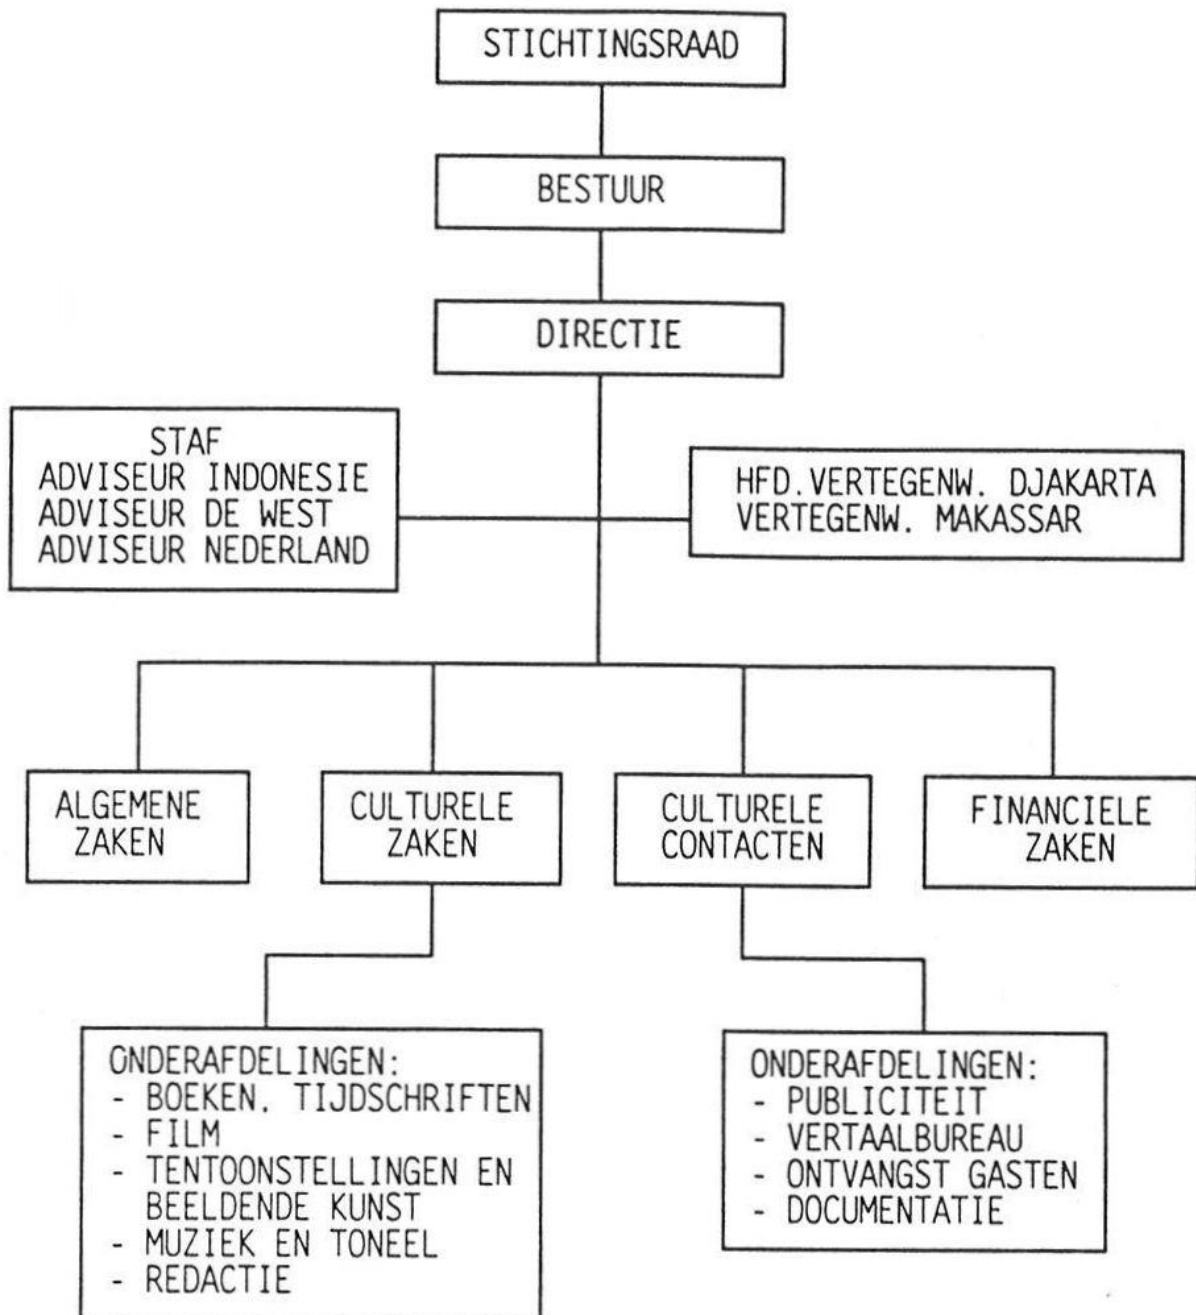 STICHTINGSRAAD
BESTUUR
DIRECTIE
STAF
ADVISEUR INDONESIE
ADVISEUR DE WEST
ADVISEUR NEDERLAND
HFD.VERTEGENW. DJAKARTA
VERTEGENW. MAKASSAR
ALGEMENE
ZAKEN
CULTURELE
ZAKEN
CULTURELE
CONTACTEN
FINANCIELE
ZAKEN
ONDERAFDELINGEN:
- BOEKEN. TIJDSCHRIFTEN
- FILM
- TENTOONSTELLINGEN EN
BEELDENDE KUNST
- MUZIEK EN TONEEL
- REDACTIE
ONDERAFDELINGEN:
- PUBLICITEIT
- VERTAALBUREAU
- ONTVANGST GASTEN
- DOCUMENTATIE